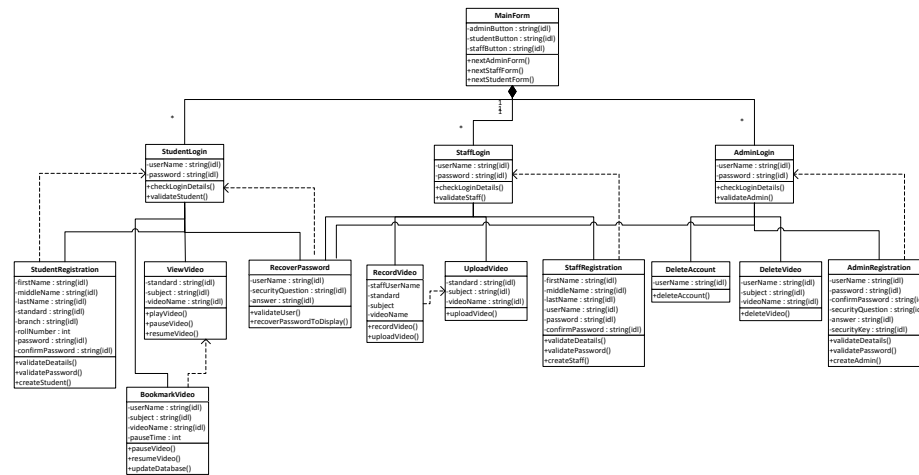 MainForm
-adminButton : string(idl)
-studentButton : string(idl)
-staffButton : string(idl)
+nextAdminForm()
+nextStaffForm()
+nextStudentForm()
1
1
1
*
*
*
StudentLogin
-userName : string(idl)
-password : string(idl)
+checkLoginDetails()
+validateStudent()
StaffLogin
-userName : string(idl)
-password : string(idl)
+checkLoginDetails()
+validateStaff()
AdminLogin
-userName : string(idl)
-password : string(idl)
+checkLoginDetails()
+validateAdmin()
StudentRegistration
-firstName : string(idl)
-middleName : string(idl)
-lastName : string(idl)
-standard : string(idl)
-branch : string(idl)
-rollNumber : int
-password : string(idl)
-confirmPassword : string(idl)
+validateDeatails()
+validatePassword()
+createStudent()
ViewVideo
-standard : string(idl)
-subject : string(idl)
-videoName : string(idl)
+playVideo()
+pauseVideo()
+resumeVideo()
RecoverPassword
-userName : string(idl)
-securityQuestion : string(idl)
-answer : string(idl)
+validateUser()
+recoverPasswordToDisplay()
RecordVideo
-staffUserName
-standard
-subject
-videoName
+recordVideo()
+uploadVideo()
UploadVideo
-standard : string(idl)
-subject : string(idl)
-videoName : string(idl)
+uploadVideo()
StaffRegistration
-firstName : string(idl)
-middleName : string(idl)
-lastName : string(idl)
-userName : string(idl)
-password : string(idl)
-confirmPassword : string(idl)
+validateDeatails()
+validatePassword()
+createStaff()
DeleteAccount
-userName : string(idl)
+deleteAccount()
DeleteVideo
-userName : string(idl)
-subject : string(idl)
-videoName : string(idl)
+deleteVideo()
AdminRegistration
-userName : string(idl)
-password : string(idl)
-confirmPassword : string(idl)
-securityQuestion : string(idl)
-answer : string(idl)
-securityKey : string(idl)
+validateDeatails()
+validatePassword()
+createAdmin()
BookmarkVideo
-userName : string(idl)
-subject : string(idl)
-videoName : string(idl)
-pauseTime : int
+pauseVideo()
+resumeVideo()
+updateDatabase()